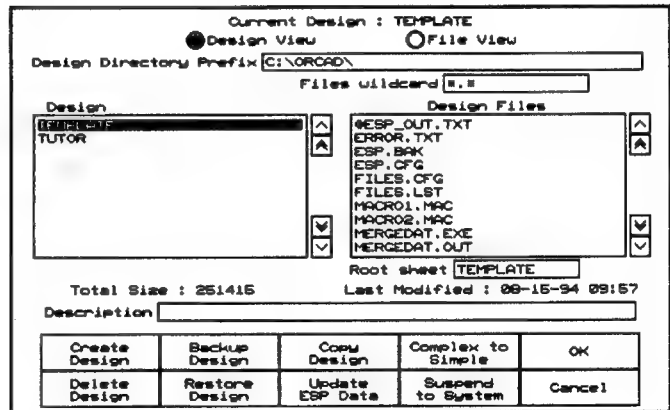 Current Design : TEMPLATE
Design View File View
Design Directory Prefix C:\ORCAD\
Files wildcard *.*
Design Design Files
TEMPLATE
TUTOR
#ESP_OUT.TXT
ERROR.TXT
ESP.BAK
ESP.CFG
FILES.CFG
FILES.LST
MACRO1.MAC
MACRO2.MAC
MERGEDAT.EXE
MERGEDAT.OUT
Root sheet TEMPLATE
Total Size : 251415 Last Modified : 08-15-94 09:57
Description
Create Design
Backup Design
Copy Design
Complex to Simple
OK
Delete Design
Restore Design
Update ESP Data
Suspend to System
Cancel